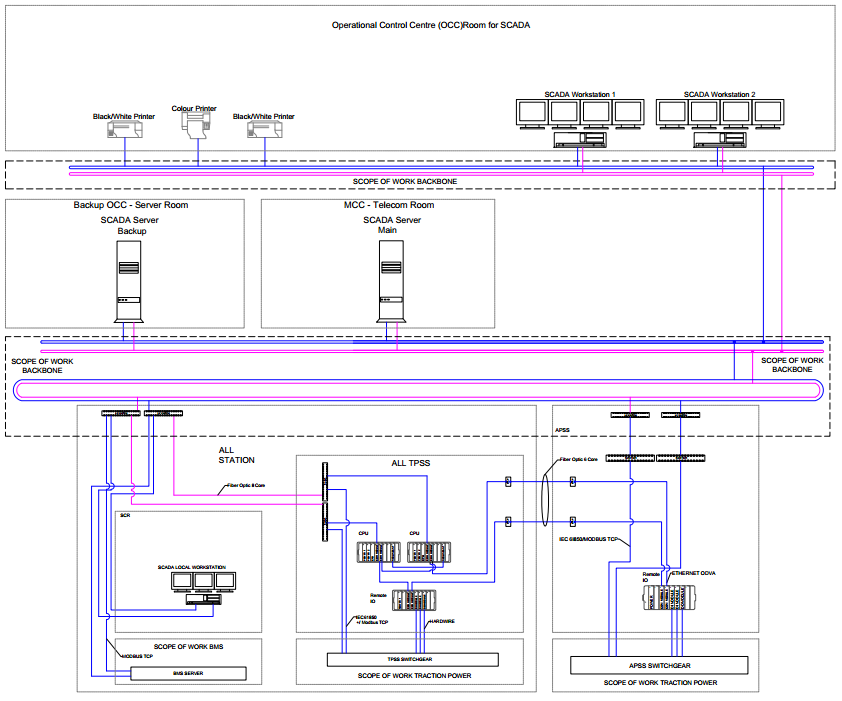 Operational Control Centre (OCC)Room for SCADA
SCADA Workstation 1
SCADA Workstation 2
Colour Printer
Black/White Printer
Black/White Printer
SCOPE OF WORK BACKBONE
Backup OCC - Server Room
SCADA Server
Backup
MCC - Telecom Room
SCADA Server
Main
SCOPE OF WORK
BACKBONE
SCOPE OF WORK
BACKBONE
ALL
STATION
APSS
ALL TPSS
Fiber Optic 6 Core
Fiber Optic 8 Core
SCR
CPU
CPU
IEC 61850/MODBUS TCP
SCADA LOCAL WORKSTATION
Remote
IO
Remote
IO
ETHERNET ODVA
IEC61850
+/ Modbus TCP
HARDWIRE
SCOPE OF WORK BMS
MODBUS TCP
BMS SERVER
TPSS SWITCHGEAR
SCOPE OF WORK TRACTION POWER
APSS SWITCHGEAR
SCOPE OF WORK TRACTION POWER